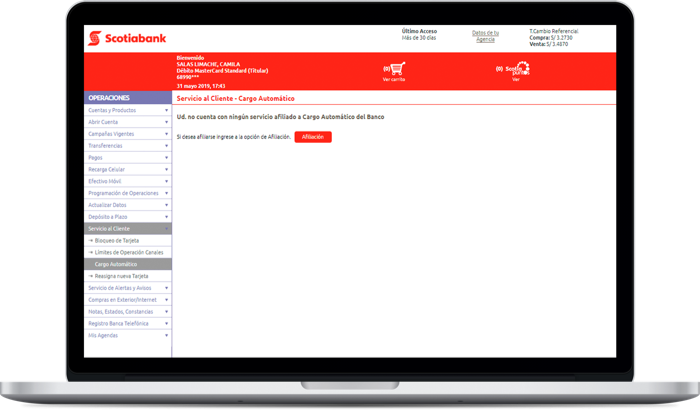 Scotiabank
Último Acceso
Más de 30 días
Datos de tu
Agencia
T.Cambio Referencial
Compra: S/ 3.2730
Venta: S/ 3.4670
Bienvenido
SALAS LIMACHE, CAMILA
Débito MasterCard Standard (Titular)
68990***
31 mayo 2019, 17:43
(0)
Ver carrito
(0) Scotia puntos
Ver
OPERACIONES
Cuentas y Productos
Abrir Cuenta
Campañas Vigentes
Transferencias
Pagos
Recarga Celular
Efectivo Móvil
Programación de Operaciones
Actualizar Datos
Depósito a Plazo
Servicio al Cliente
Bloqueo de Tarjeta
Límites de Operación Canales
Cargo Automático
Reasigna nueva Tarjeta
Servicio de Alertas y Avisos
Compras en Exterior/Internet
Notas, Estados, Constancias
Registro Banca Telefónica
Mis Agendas
Servicio al Cliente - Cargo Automático
Ud. no cuenta con ningún servicio afiliado a Cargo Automático del Banco
Si desea afiliarse ingrese a la opción de Afiliación.
Afiliación